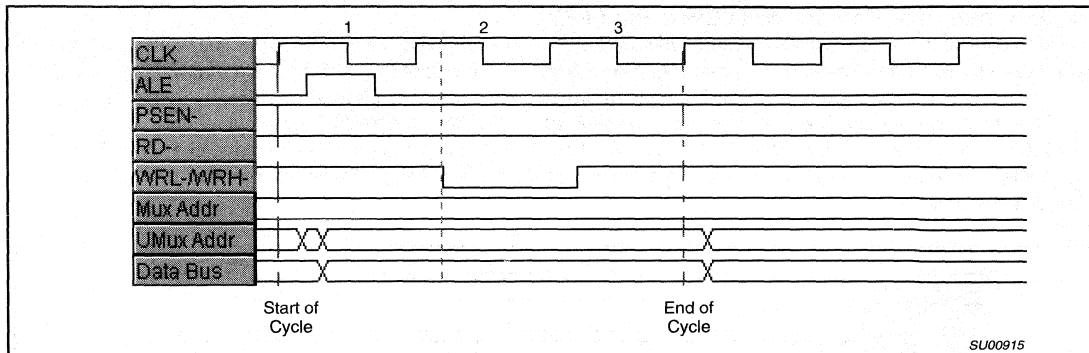 1 2 3
CLK
ALE
PSEN-
RD-
WRL-/WRH-
Mux Addr
UMux Addr
Data Bus
Start of
Cycle
End of
Cycle
SU00915